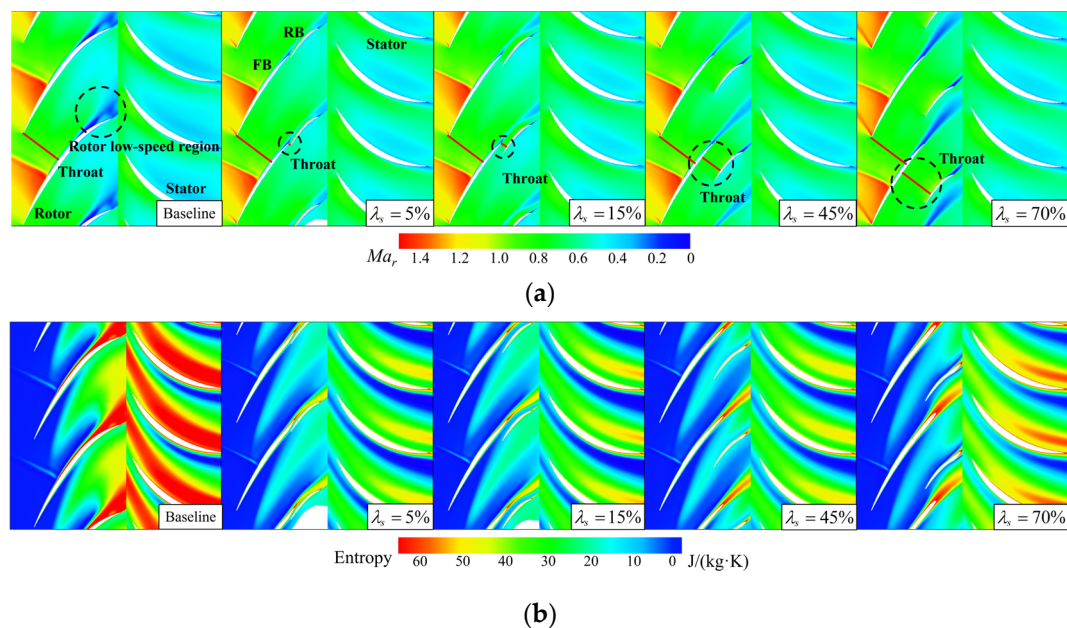 RB
FB
Stator
Rotor low-speed region
Throat
Throat
Throat
Throat
Throat
Stator
Rotor
Baseline
λs = 5%
λs = 15%
λs = 45%
λs = 70%
Mar 1.4 1.2 1.0 0.8 0.6 0.4 0.2 0
(a)
Baseline
λs = 5%
λs = 15%
λs = 45%
λs = 70%
Entropy 60 50 40 30 20 10 0 J/(kg·K)
(b)